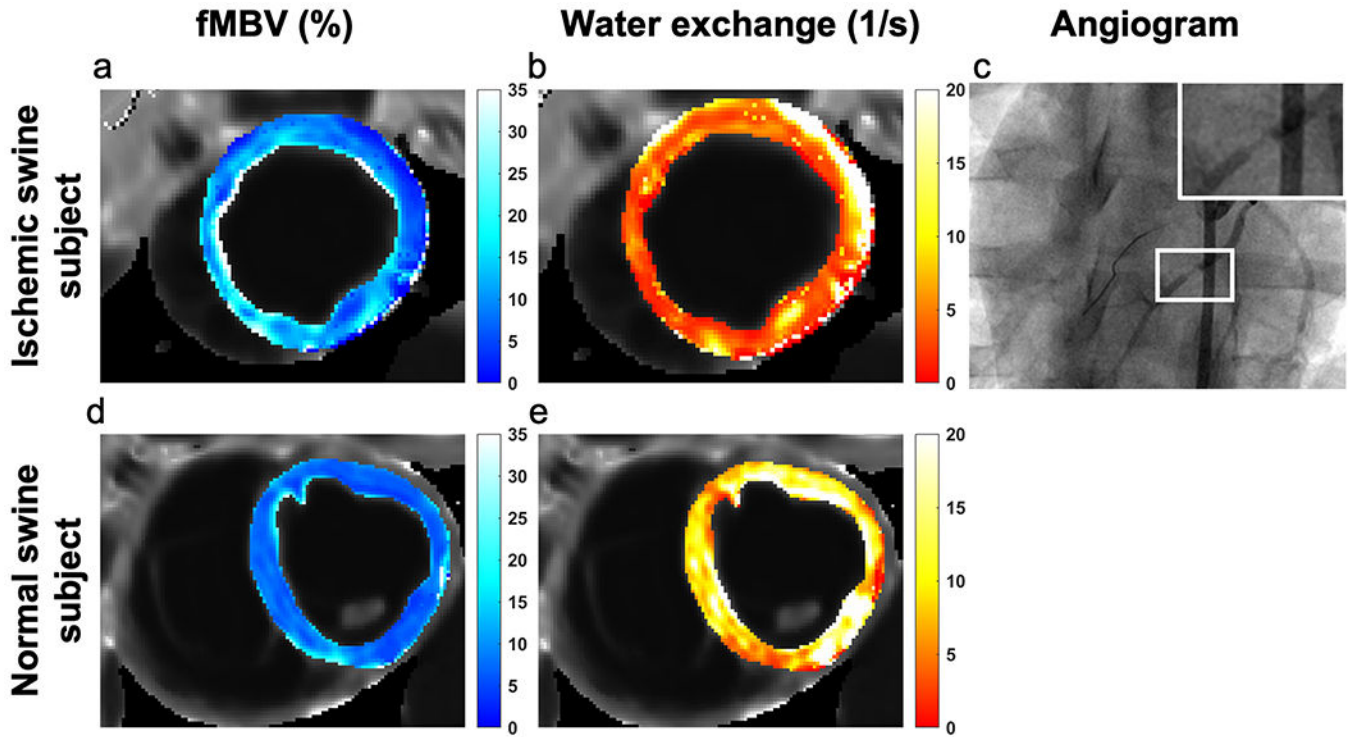 fMBV (%)
Water exchange (1/s)
Angiogram
Ischemic swine
subject
a
35
30
25
20
15
10
5
0
b
20
15
10
5
0
c
Normal swine
subject
d
35
30
25
20
15
10
5
0
e
20
15
10
5
0